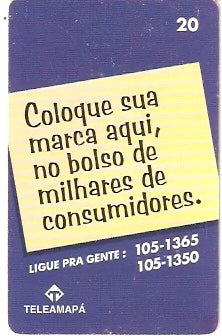 20
Coloque sua
marca aqui,
no bolso de
milhares de
consumidores.
LIGUE PRA GENTE: 105-1365
105-1350
TELEAMAPÁ